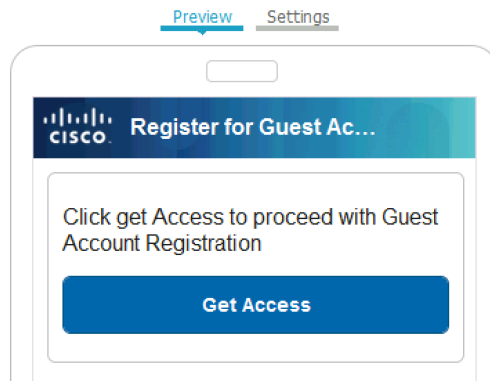 Preview Settings
CISCO. Register for Guest Ac...
Click get Access to proceed with Guest
Account Registration
Get Access